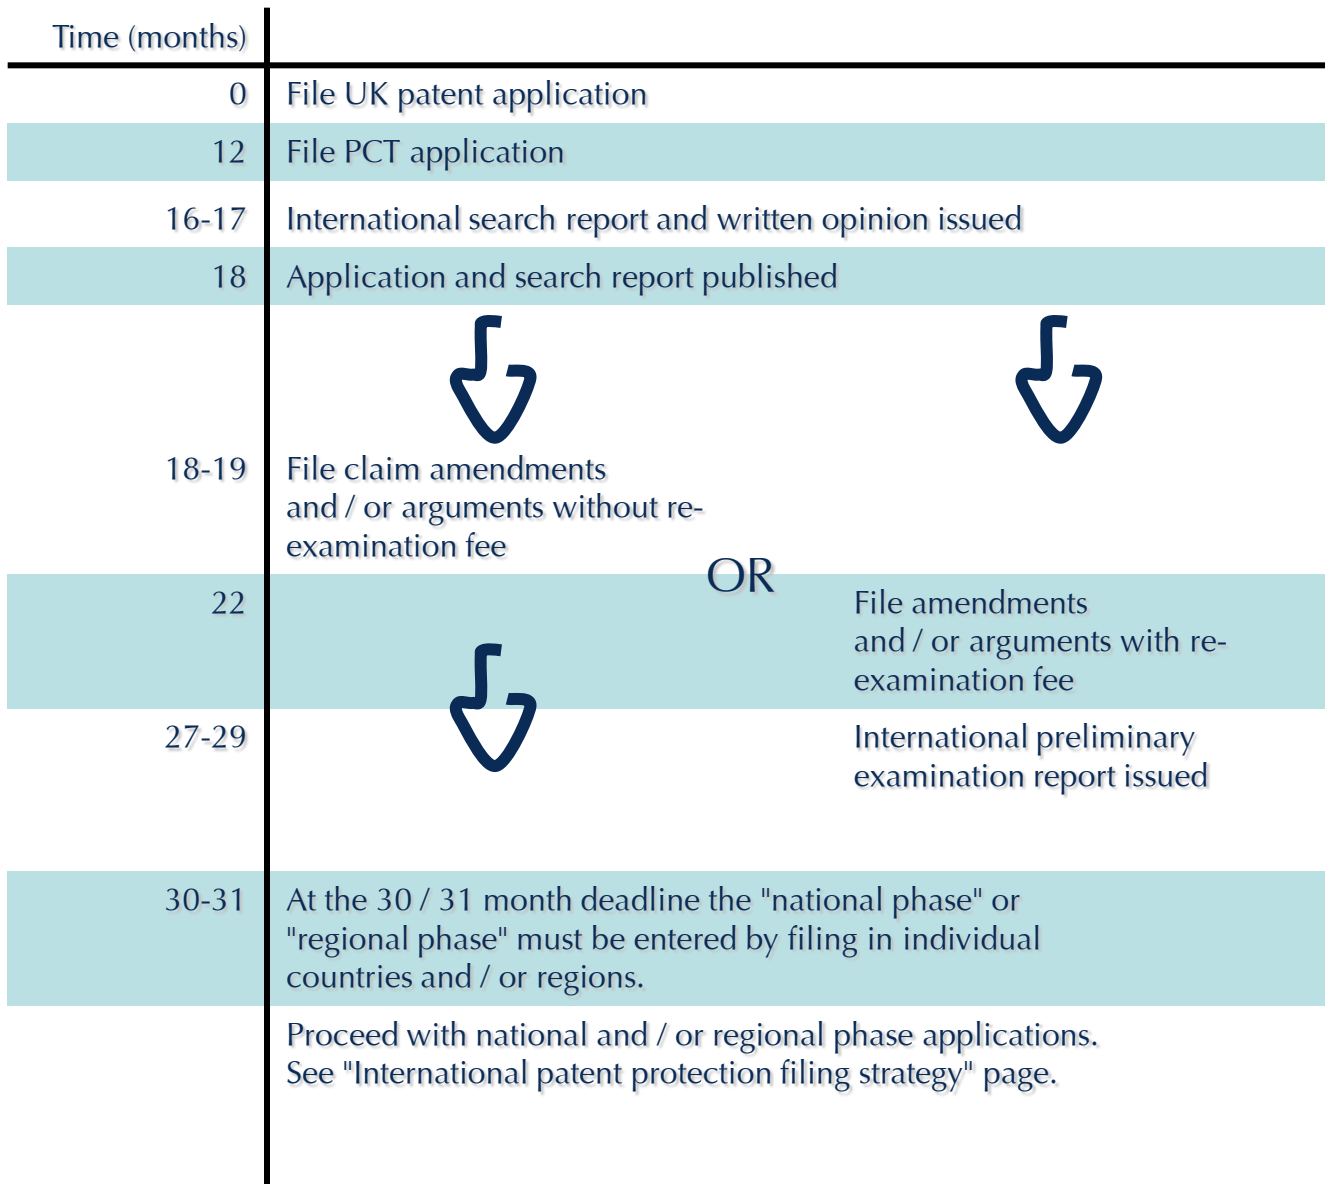 Time (months)
0 File UK patent application
12 File PCT application
16-17 International search report and written opinion issued
18 Application and search report published
18-19 File claim amendments
and / or arguments without re-
examination fee
OR
22 File amendments
and / or arguments with re-
examination fee
27-29 International preliminary
examination report issued
30-31 At the 30 / 31 month deadline the "national phase" or
"regional phase" must be entered by filing in individual
countries and / or regions.
Proceed with national and / or regional phase applications.
See "International patent protection filing strategy" page.